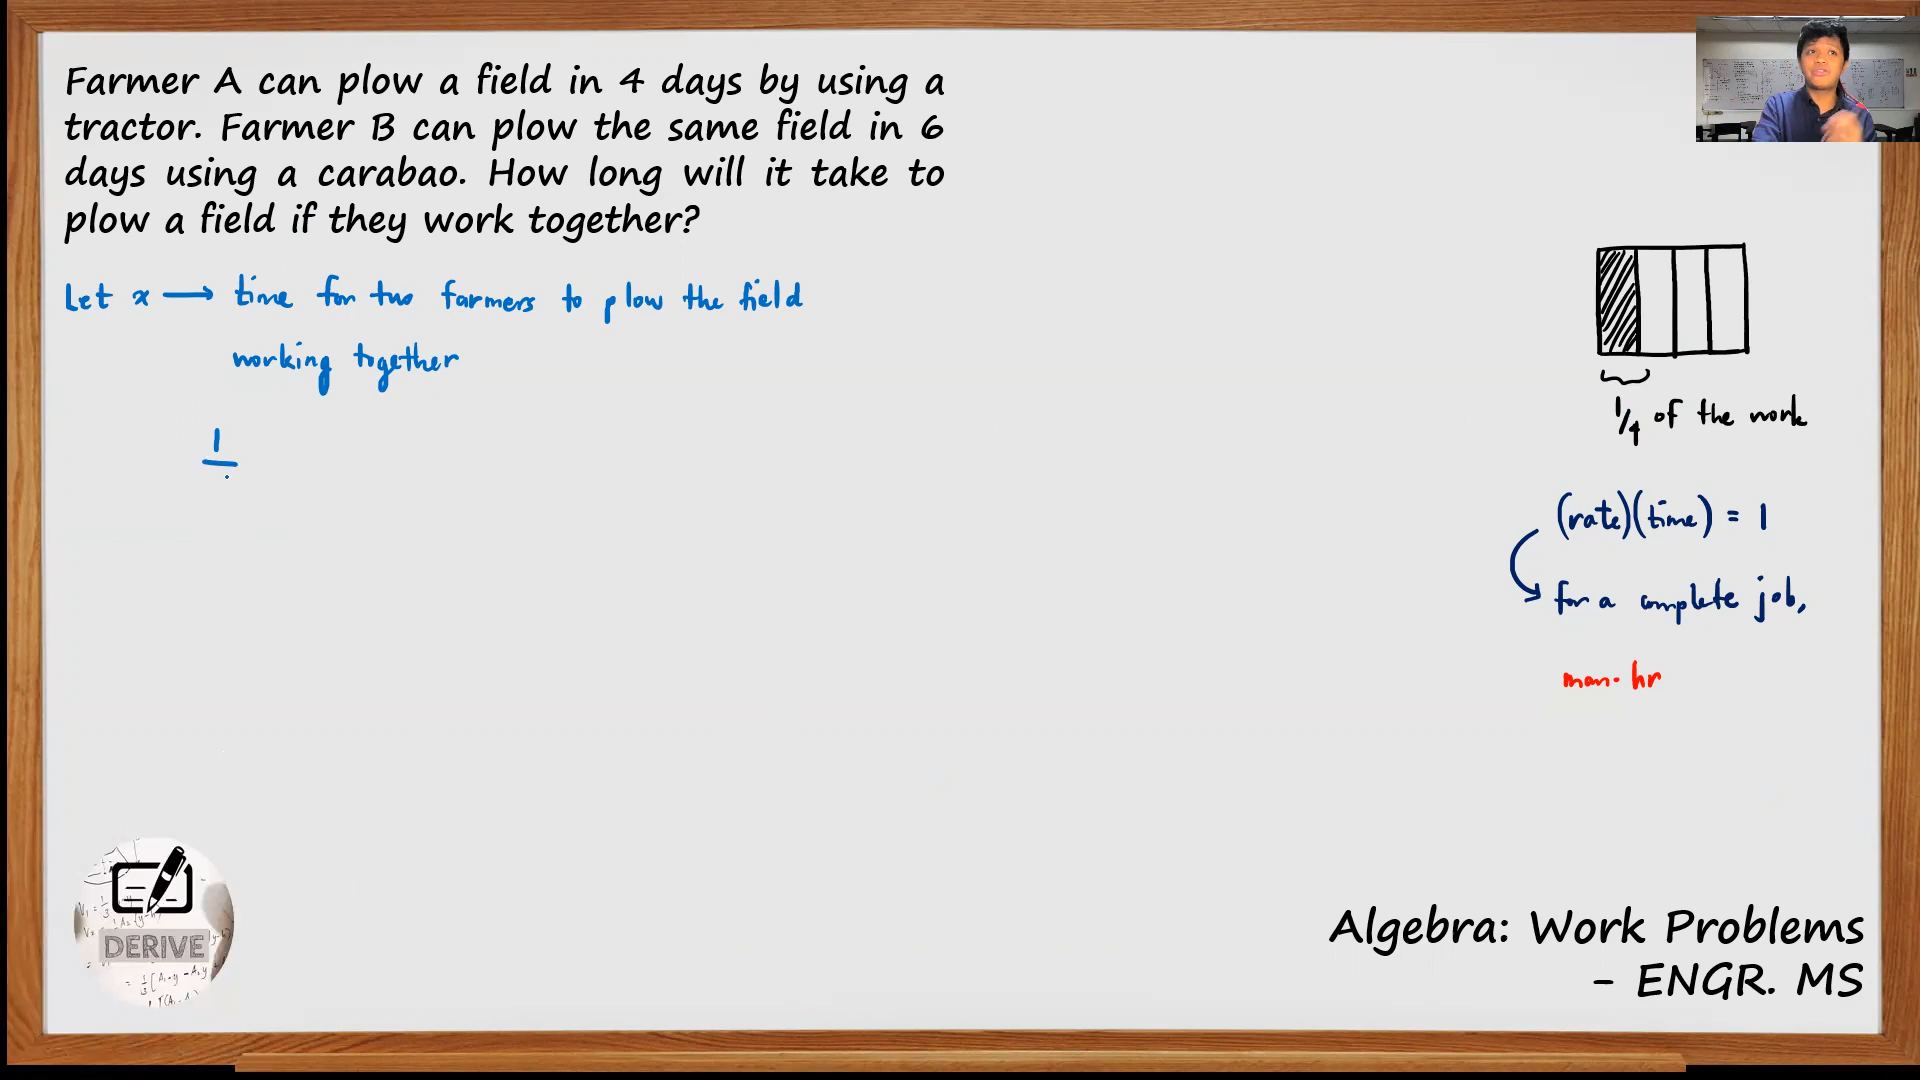 Farmer A can plow a field in 4 days by using a
tractor. Farmer B can plow the same field in 6
days using a carabao. How long will it take to
plow a field if they work together?
Let x ⟶ time for two farmers to plow the field
working together
1
1/4 of the work
(rate)(time) = 1
for a complete job,
man·hr
DERIVE
Algebra: Work Problems
- ENGR. MS